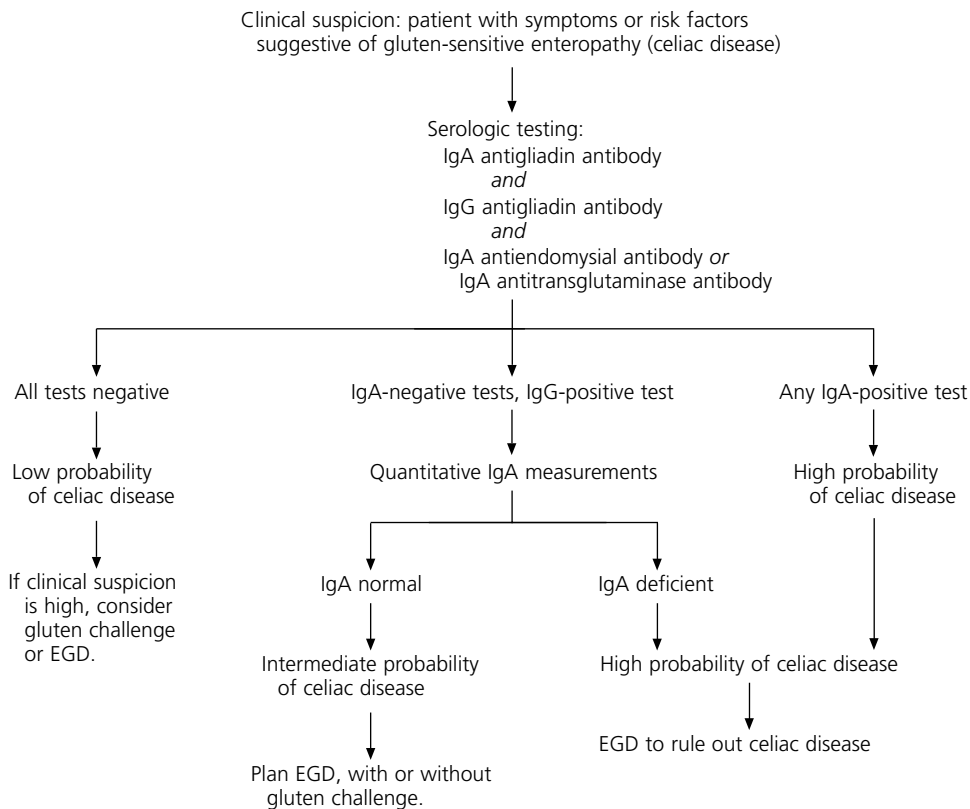 Clinical suspicion: patient with symptoms or risk factors
suggestive of gluten-sensitive enteropathy (celiac disease)
Serologic testing:
IgA antigliadin antibody
and
IgG antigliadin antibody
and
IgA antiendomysial antibody or
IgA antitransglutaminase antibody
All tests negative
IgA-negative tests, IgG-positive test
Any IgA-positive test
Low probability
of celiac disease
Quantitative IgA measurements
High probability
of celiac disease
If clinical suspicion
is high, consider
gluten challenge
or EGD.
IgA normal
IgA deficient
Intermediate probability
of celiac disease
High probability of celiac disease
Plan EGD, with or without
gluten challenge.
EGD to rule out celiac disease